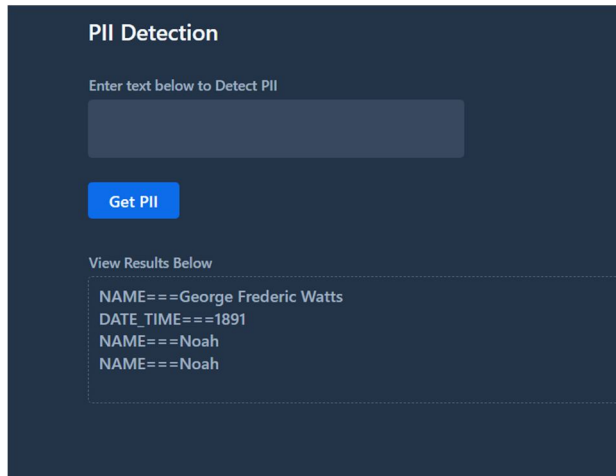 PII Detection
Enter text below to Detect PII
Get PII
View Results Below
NAME===George Frederic Watts
DATE_TIME===1891
NAME===Noah
NAME===Noah